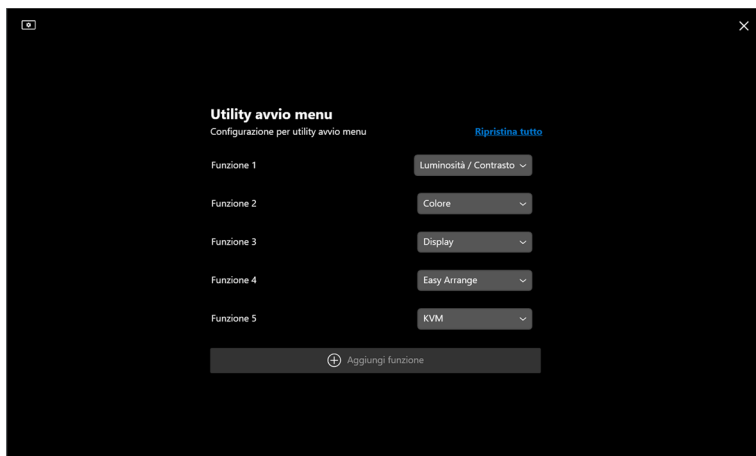 Utility avvio menu
Configurazione per utility avvio menu Ripristina tutto
Funzione 1 Luminosità / Contrasto
Funzione 2 Colore
Funzione 3 Display
Funzione 4 Easy Arrange
Funzione 5 KVM
Aggiungi funzione